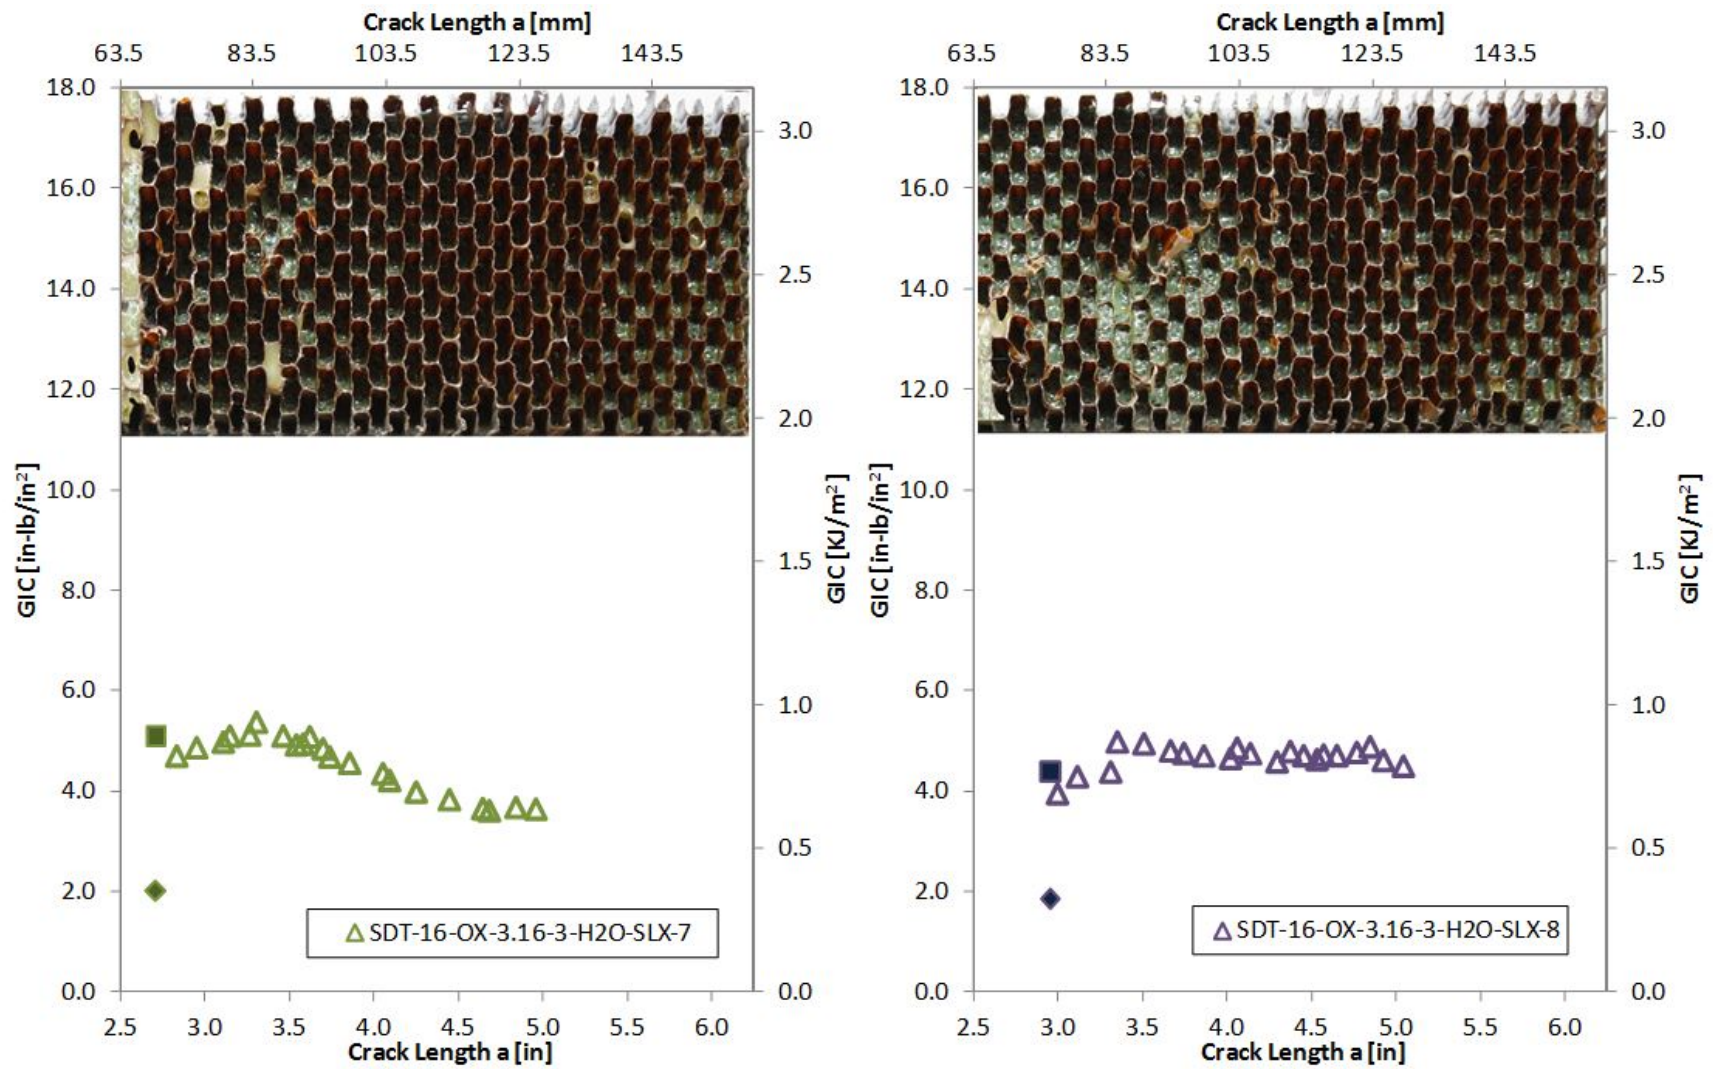 Crack Length a [mm]
63.5 83.5 103.5 123.5 143.5
18.0
16.0
14.0
12.0
10.0
8.0
6.0
4.0
2.0
0.0
GIC [in-lb/in²]
3.0
2.5
2.0
1.5
1.0
0.5
0.0
GIC [KJ/m²]
SDT-16-OX-3.16-3-H2O-SLX-7
2.5 3.0 3.5 4.0 4.5 5.0 5.5 6.0
Crack Length a [in]
Crack Length a [mm]
63.5 83.5 103.5 123.5 143.5
18.0
16.0
14.0
12.0
10.0
8.0
6.0
4.0
2.0
0.0
GIC [in-lb/in²]
3.0
2.5
2.0
1.5
1.0
0.5
0.0
GIC [KJ/m²]
SDT-16-OX-3.16-3-H2O-SLX-8
2.5 3.0 3.5 4.0 4.5 5.0 5.5 6.0
Crack Length a [in]